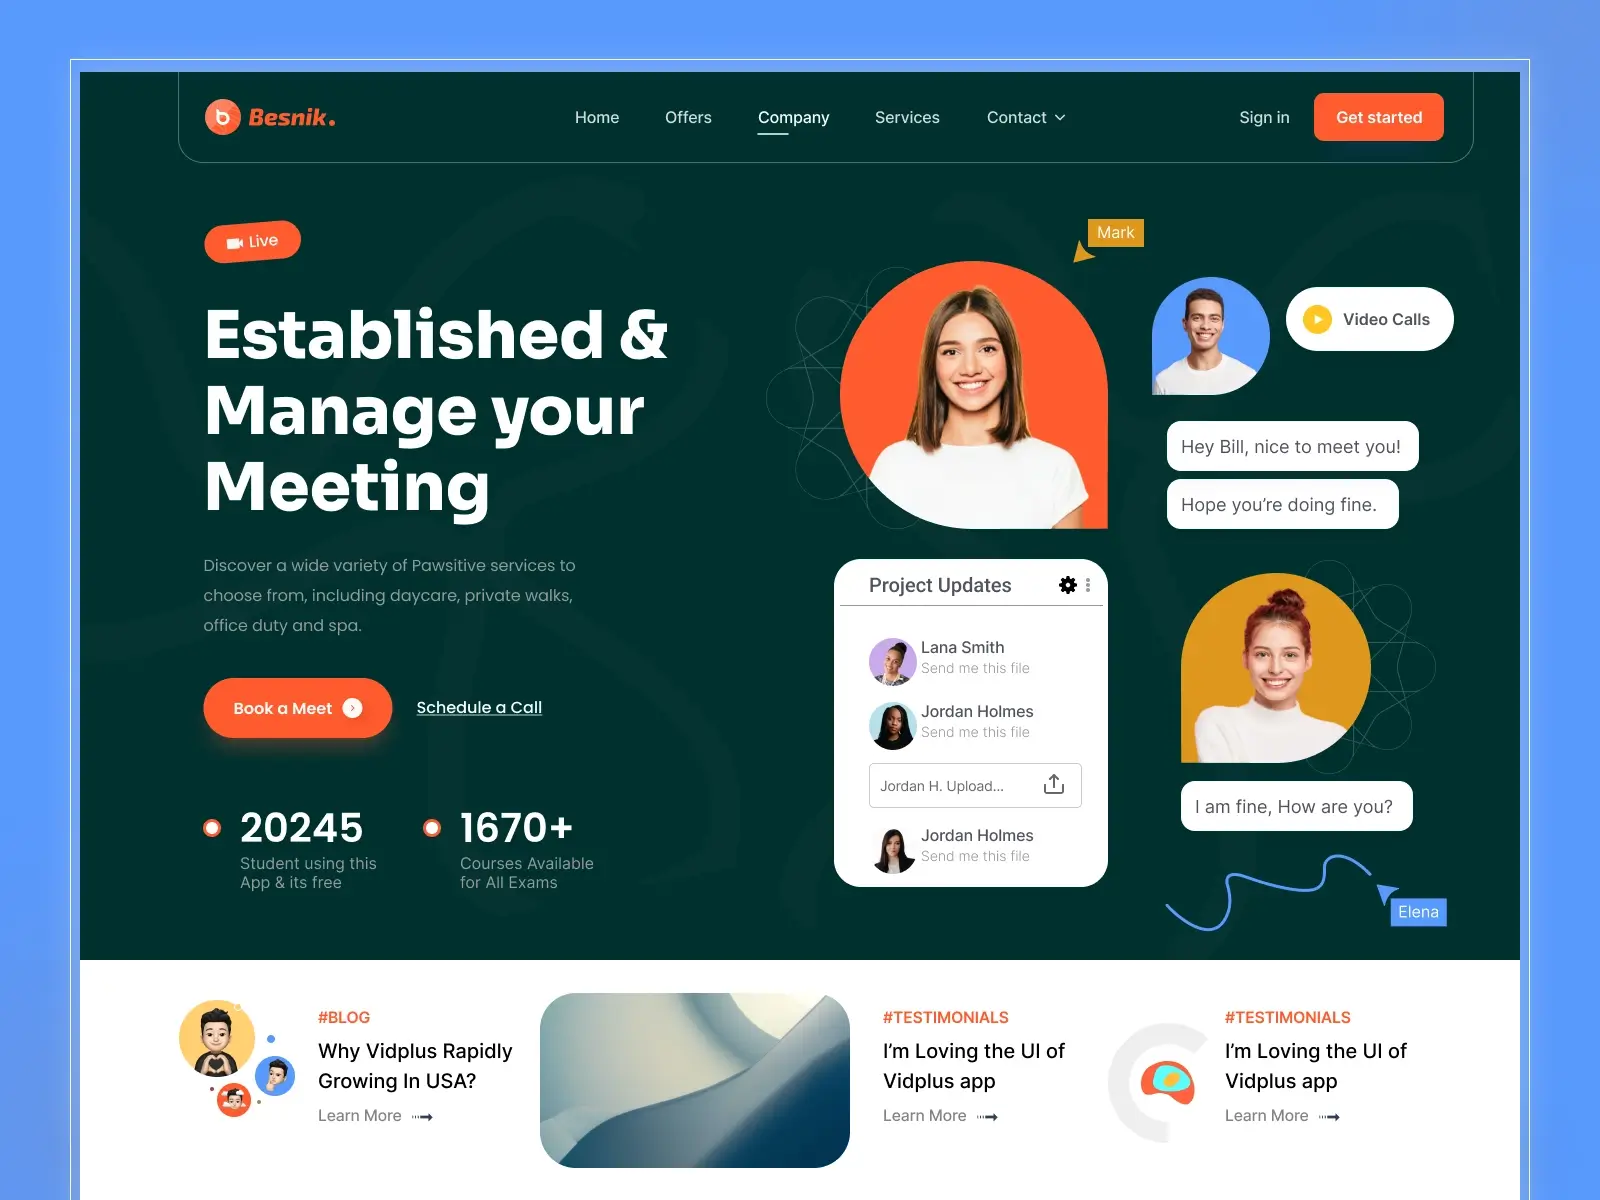 Besnik.
Home
Offers
Company
Services
Contact
Sign in
Get started
Live
Established &
Manage your
Meeting
Discover a wide variety of Pawsitive services to
choose from, including daycare, private walks,
office duty and spa.
Book a Meet
Schedule a Call
20245
Student using this
App & its free
1670+
Courses Available
for All Exams
Mark
Video Calls
Hey Bill, nice to meet you!
Hope you’re doing fine.
Project Updates
Lana Smith
Send me this file
Jordan Holmes
Send me this file
Jordan H. Upload...
Jordan Holmes
Send me this file
I am fine, How are you?
Elena
#BLOG
Why Vidplus Rapidly
Growing In USA?
Learn More
#TESTIMONIALS
I’m Loving the UI of
Vidplus app
Learn More
#TESTIMONIALS
I’m Loving the UI of
Vidplus app
Learn More